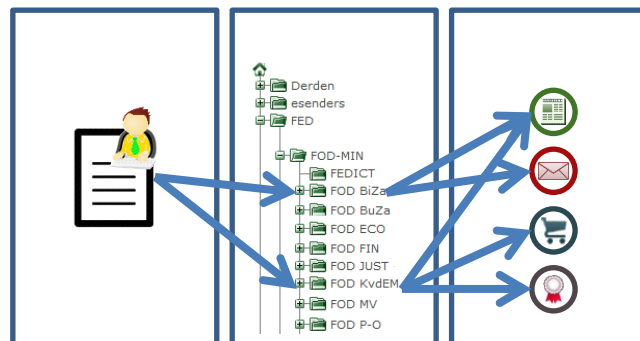 Derden
esenders
FED
FOD-MIN
FEDICT
FOD BiZa
FOD BuZa
FOD ECO
FOD FIN
FOD JUST
FOD KvdEM
FOD MV
FOD P-O